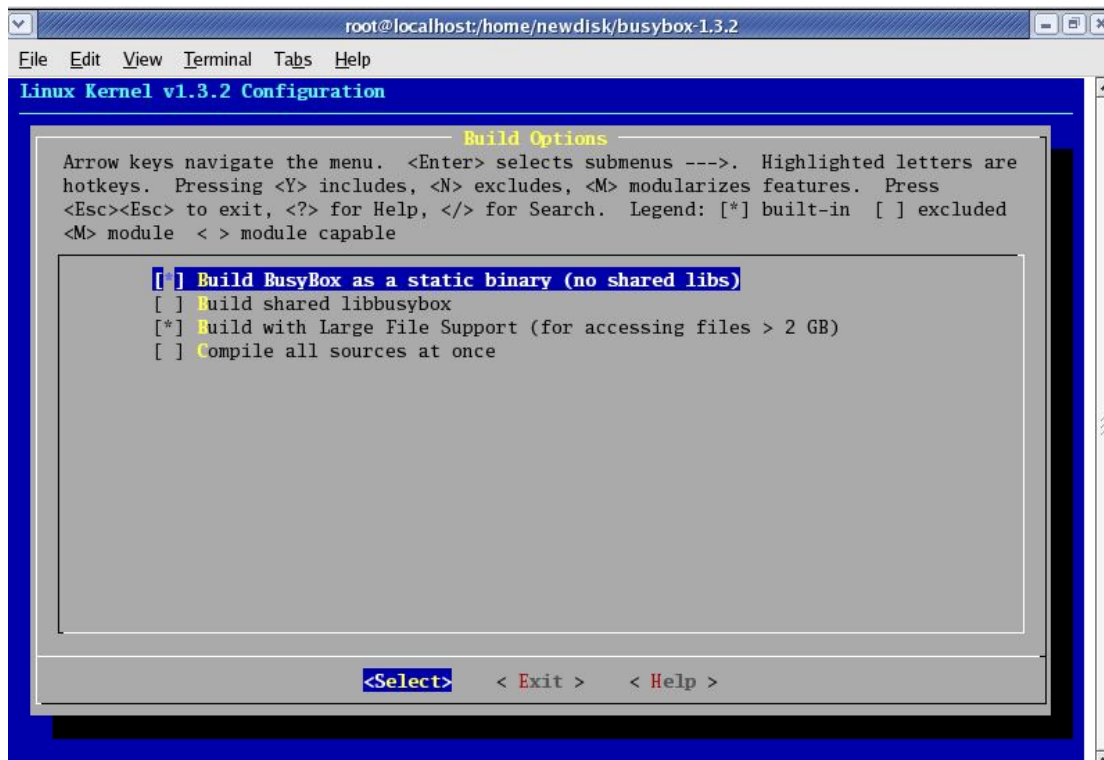 root@localhost:/home/newdisk/busybox-1.3.2
File Edit View Terminal Tabs Help
Linux Kernel v1.3.2 Configuration
Build Options
Arrow keys navigate the menu. <Enter> selects submenus --->. Highlighted letters are
hotkeys. Pressing <Y> includes, <N> excludes, <M> modularizes features. Press
<Esc><Esc> to exit, <?> for Help, </> for Search. Legend: [*] built-in [ ] excluded
<M> module < > module capable
[*] Build BusyBox as a static binary (no shared libs)
[ ] Build shared libbusybox
[*] Build with Large File Support (for accessing files > 2 GB)
[ ] Compile all sources at once
<Select> < Exit > < Help >